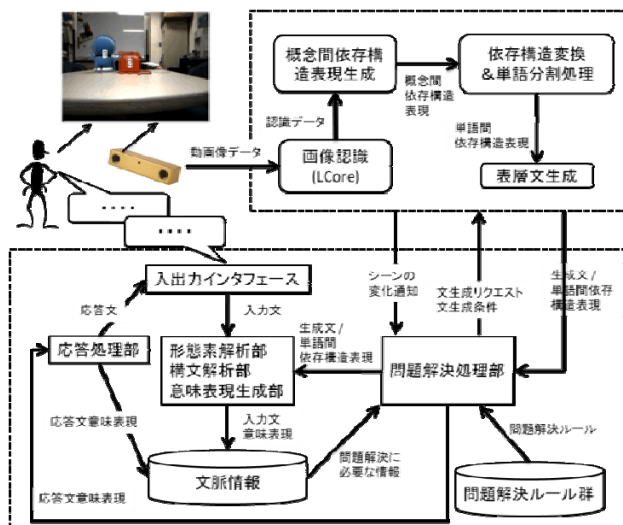 概念間依存構
造表現生成
概念間
依存構造
表現
依存構造変換
&単語分割処理
認識データ
単語間
依存構造表現
動画像データ
画像認識
(LCore)
表層文生成
・・・・
・・・・
入出力インタフェース
シーンの
変化通知
文生成リクエスト
文生成条件
生成文/
単語間依存
構造表現
応答文
入力文
生成文/
単語間
依存構造表現
応答処理部
形態素解析部
構文解析部
意味表現生成部
問題解決処理部
応答文意味表現
入力文
意味表現
問題解決ルール
問題解決に
必要な情報
文脈情報
応答文意味表現
問題解決ルール群